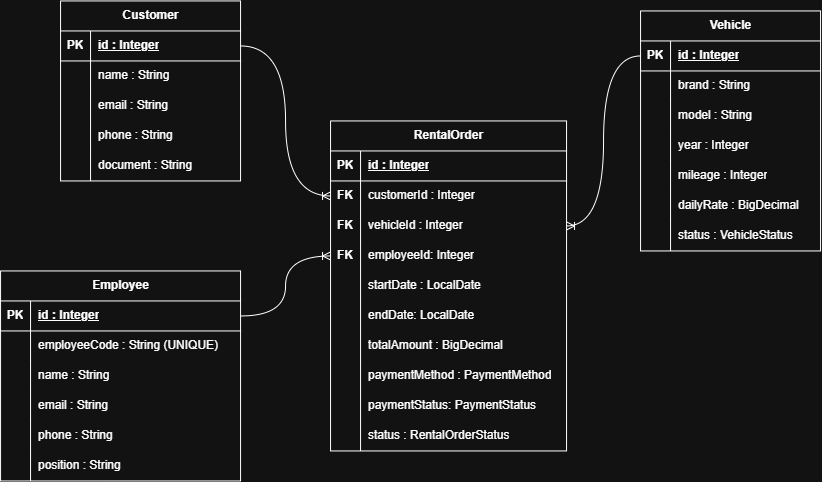 Customer
PK id : Integer
name : String
email : String
phone : String
document : String
Vehicle
PK id : Integer
brand : String
model : String
year : Integer
mileage : Integer
dailyRate : BigDecimal
status : VehicleStatus
RentalOrder
PK id : Integer
FK customerId : Integer
FK vehicleId : Integer
FK employeeId: Integer
startDate : LocalDate
endDate: LocalDate
totalAmount : BigDecimal
paymentMethod : PaymentMethod
paymentStatus: PaymentStatus
status : RentalOrderStatus
Employee
PK id : Integer
employeeCode : String (UNIQUE)
name : String
email : String
phone : String
position : String